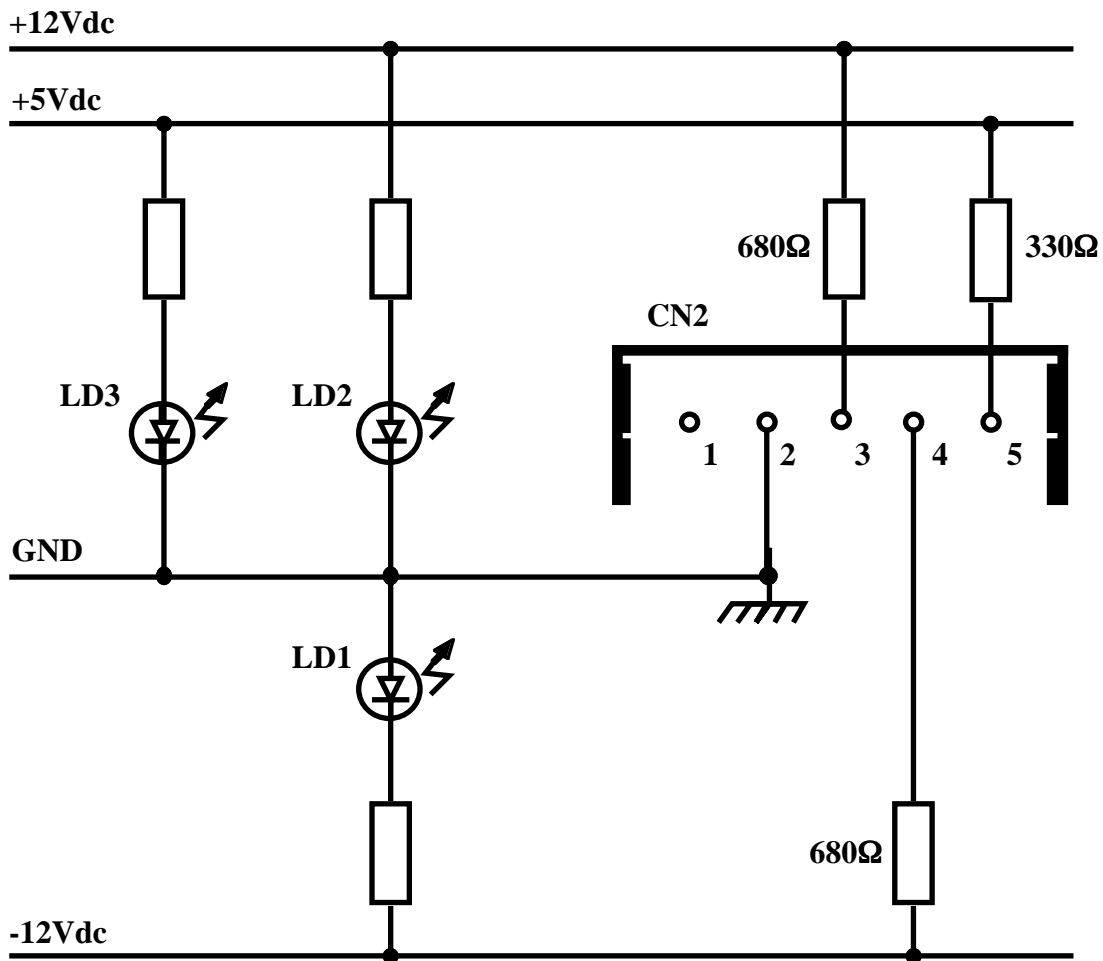 +12Vdc
+5Vdc
680Ω
330Ω
CN2
LD3
LD2
1 2 3 4 5
GND
LD1
680Ω
-12Vdc